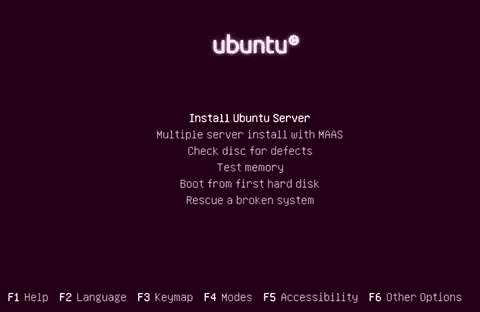 ubuntu
Install Ubuntu Server
Multiple server install with MAAS
Check disc for defects
Test memory
Boot from first hard disk
Rescue a broken system
F1 Help F2 Language F3 Keymap F4 Modes F5 Accessibility F6 Other Options